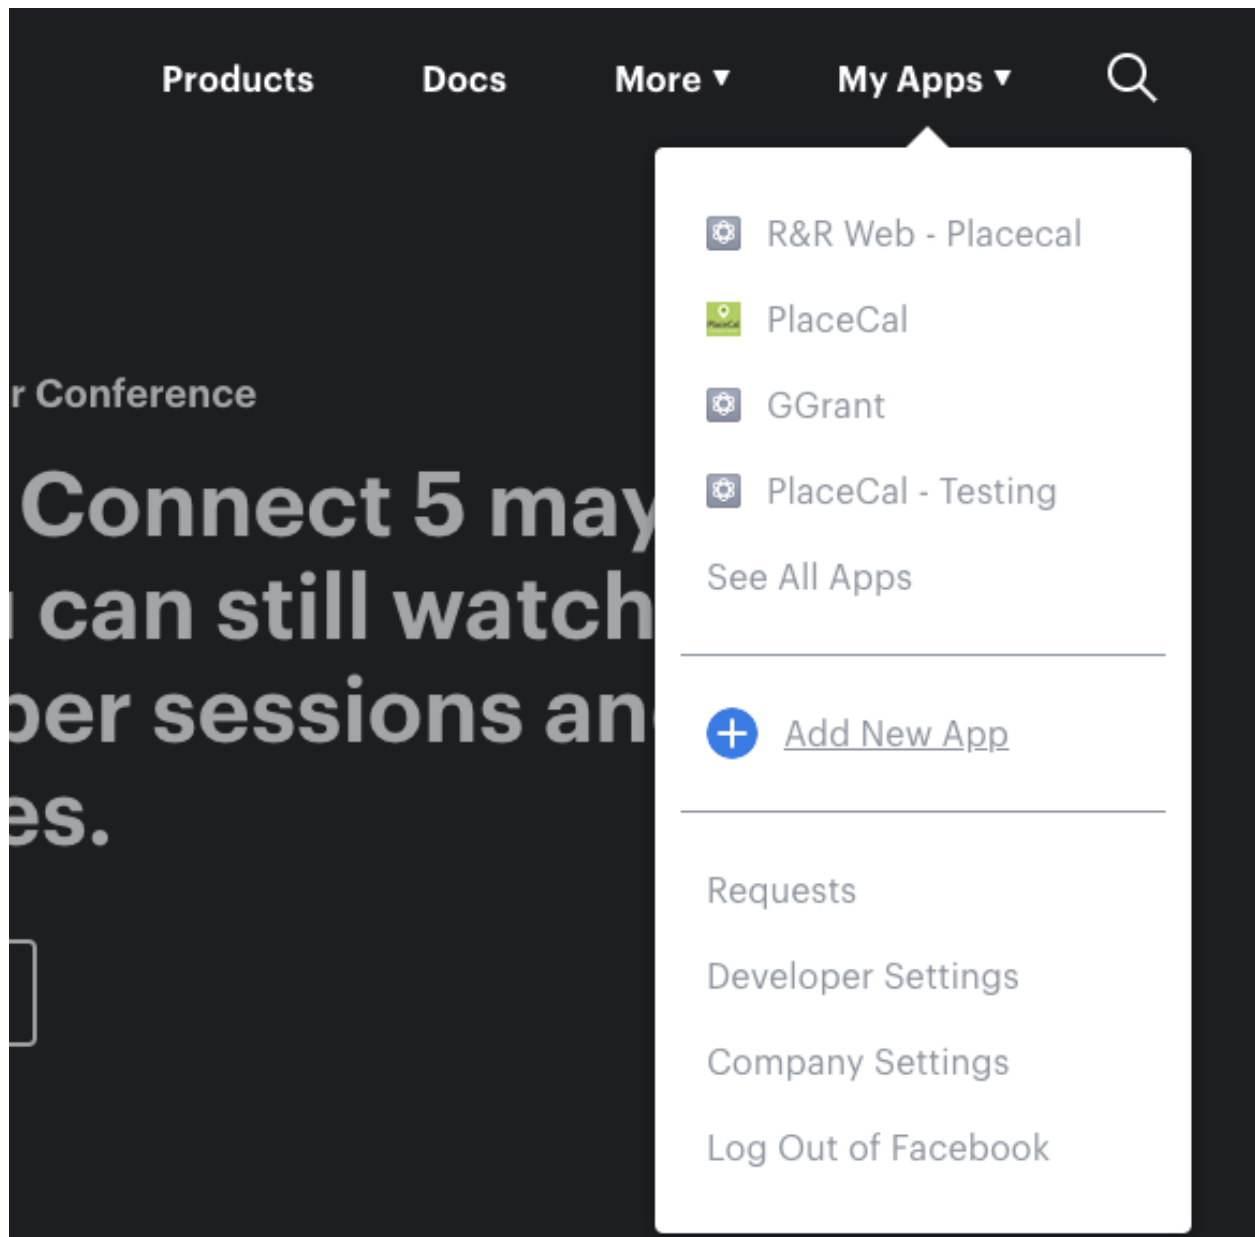 Products Docs More ▼ My Apps ▼
R&R Web - Placecal
PlaceCal
PlaceCal
GGrant
PlaceCal - Testing
See All Apps
Add New App
Requests
Developer Settings
Company Settings
Log Out of Facebook
r Conference
Connect 5 may
can still watch
per sessions an
es.